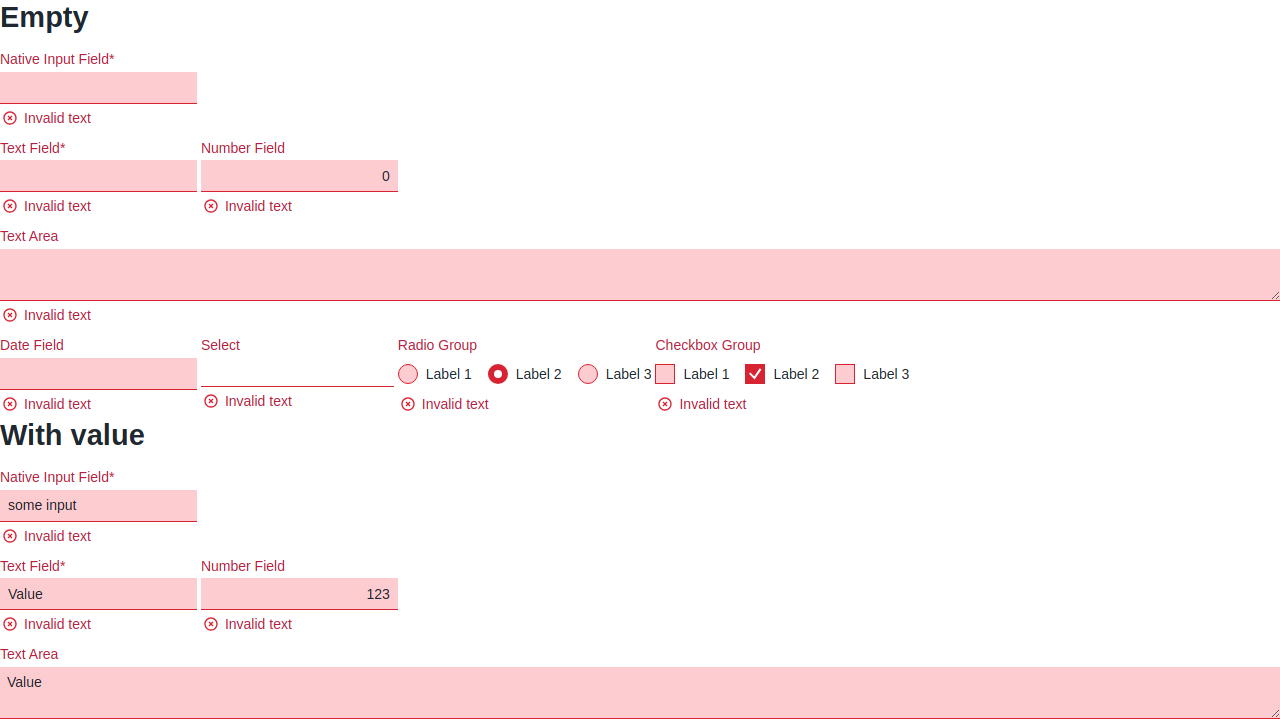 Empty
Native Input Field*
Invalid text
Text Field* Number Field
0
Invalid text Invalid text
Text Area
Invalid text
Date Field Select Radio Group Checkbox Group
Label 1 Label 2 Label 3 Label 1 Label 2 Label 3
Invalid text Invalid text Invalid text Invalid text
With value
Native Input Field*
some input
Invalid text
Text Field* Number Field
Value 123
Invalid text Invalid text
Text Area
Value